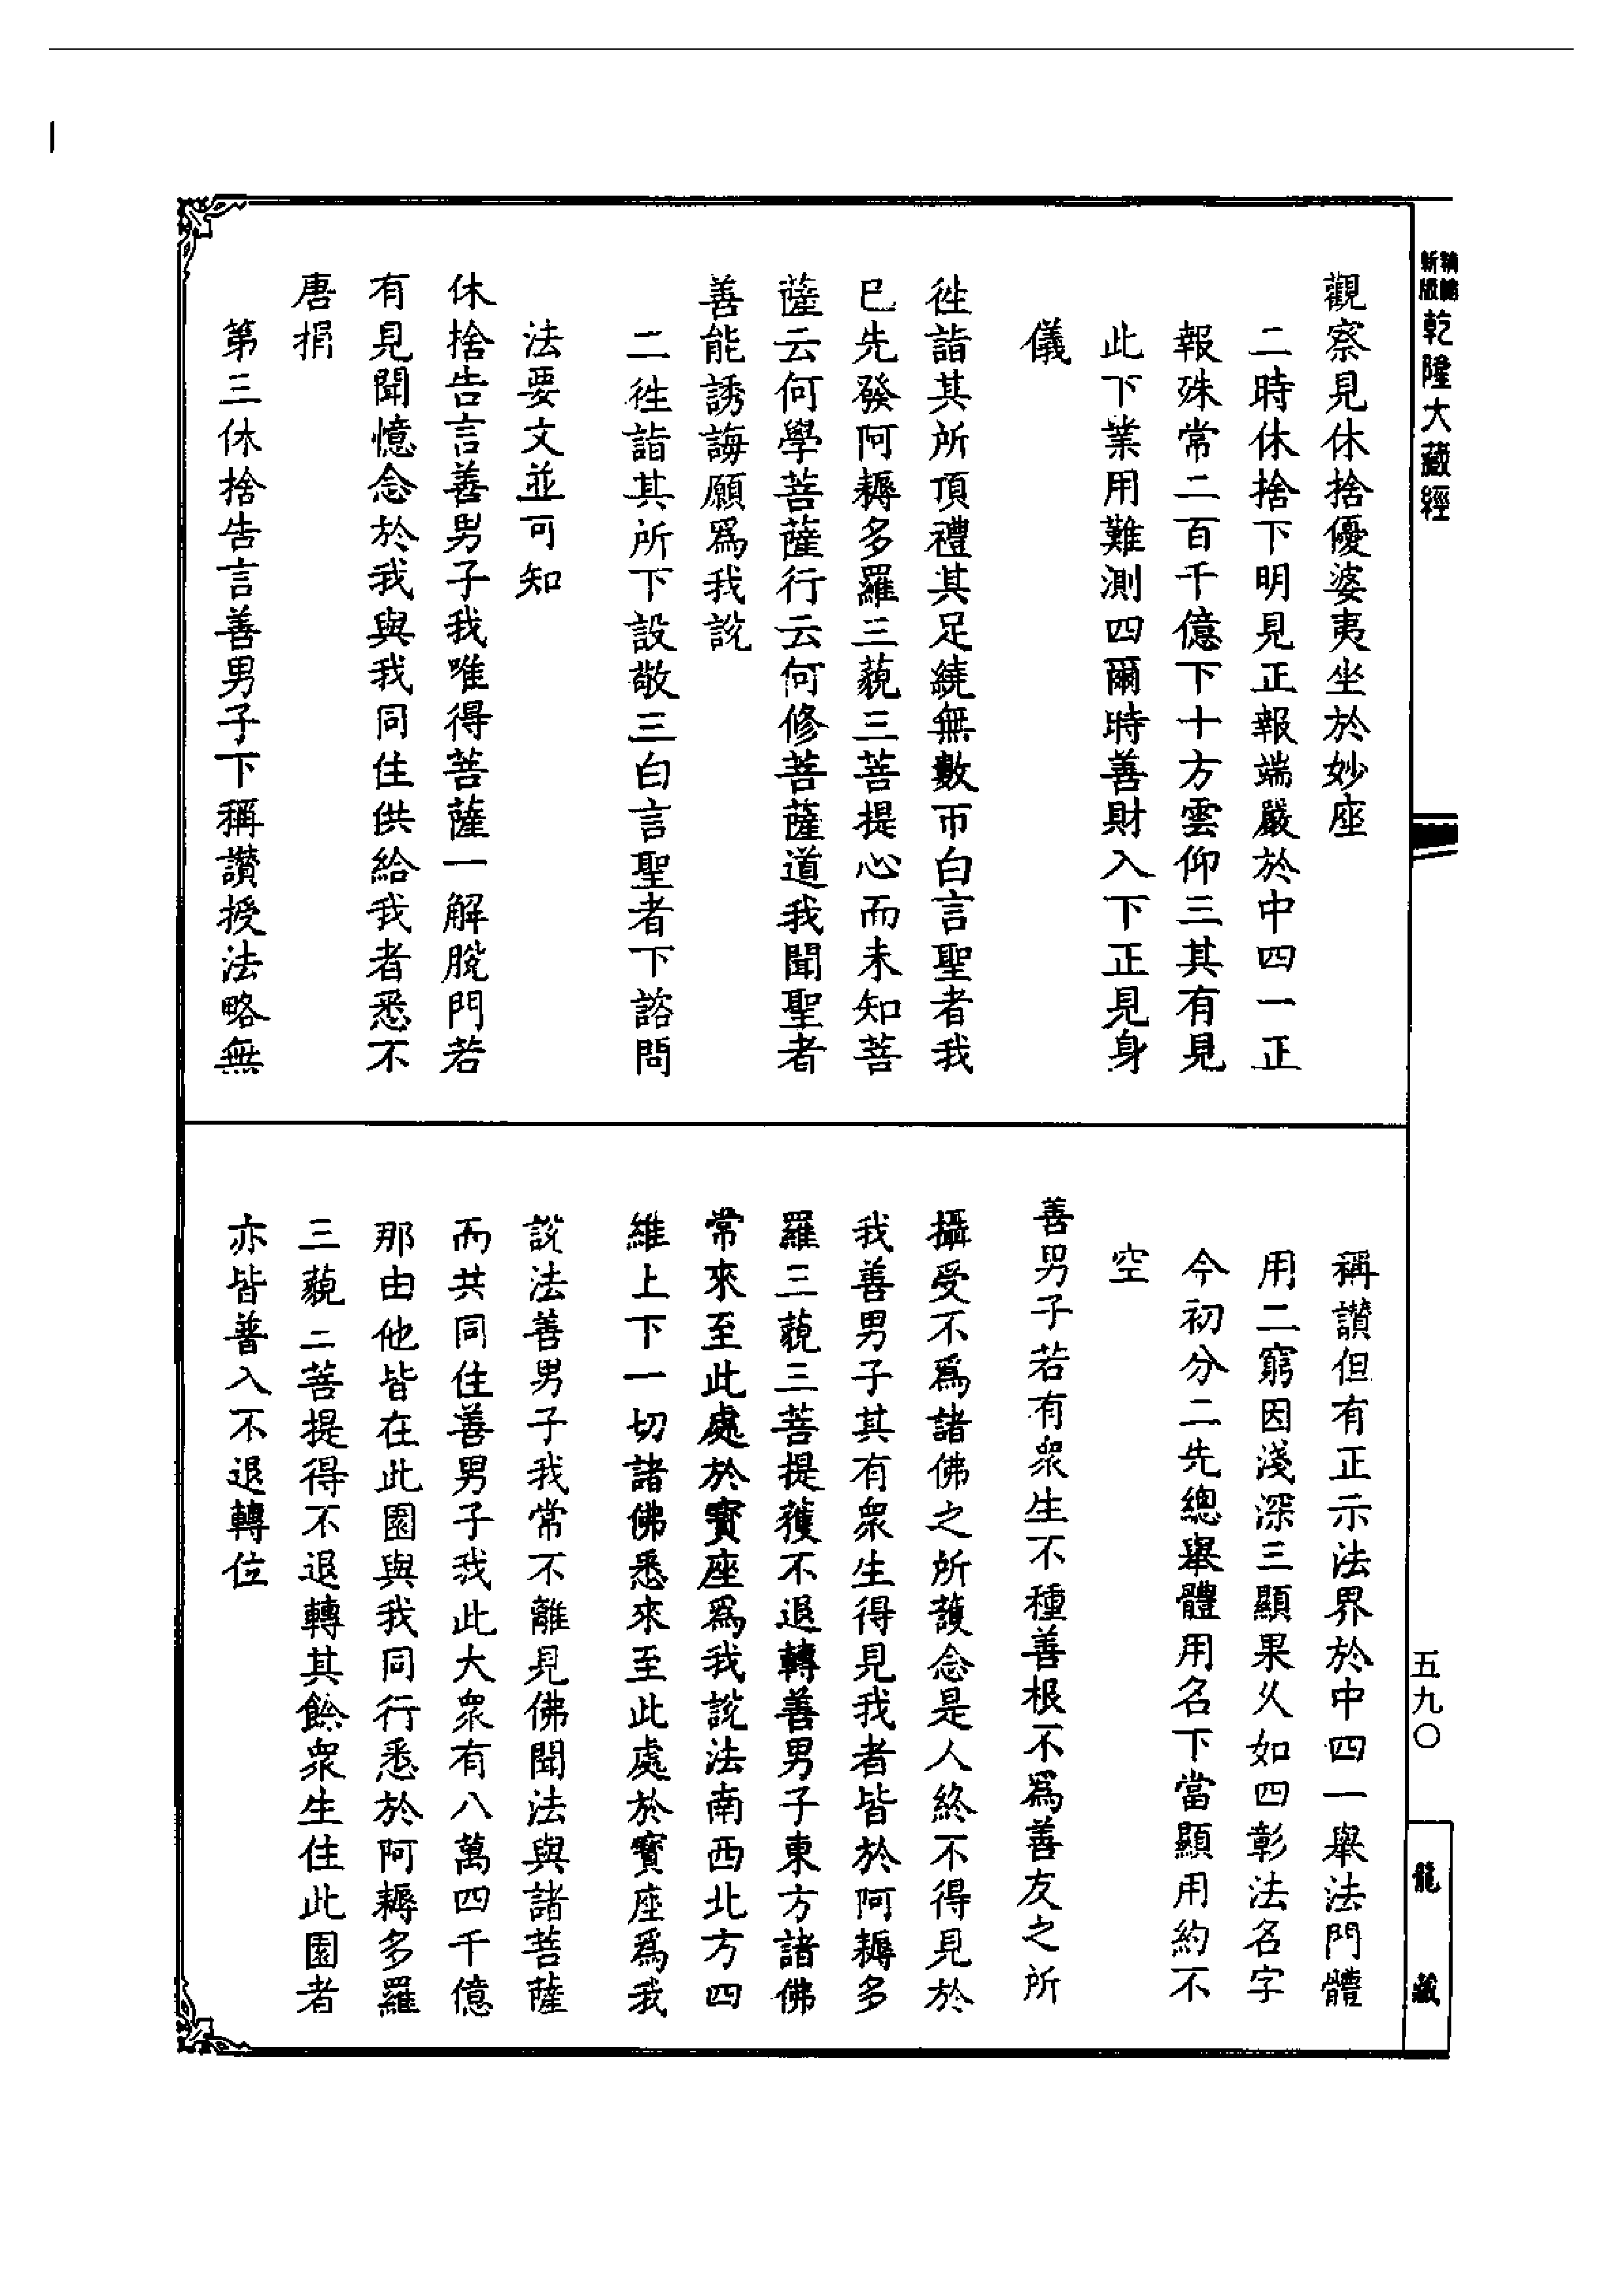 新版
精縮
乾隆大藏經
觀察見休捨優婆夷坐於妙座
二時休捨下明見正報端嚴於中四一正
報殊常二百千億下十方雲仰三其有見
此下業用難測四爾時善財入下正見身
儀
徃詣其所頂禮其足繞無數帀白言聖者我
已先發阿耨多羅三藐三菩提心而未知菩
薩云何學菩薩行云何修菩薩道我聞聖者
善能誘誨願爲我說
二徃詣其所下設敬三白言聖者下諮問
法要文並可知
休捨告言善男子我唯得菩薩一解脫門若
有見聞憶念於我與我同住供給我者悉不
唐捐
第三休捨告言善男子下稱讚授法略無
稱讚但有正示法界於中四一舉法門體
用二窮因淺深三顯果久如四彰法名字
今初分二先總舉體用名下當顯用約不
空
善男子若有衆生不種善根不爲善友之所
攝受不爲諸佛之所護念是人終不得見於
我善男子其有衆生得見我者皆於阿耨多
羅三藐三菩提獲不退轉善男子東方諸佛
常來至此處於寶座爲我說法南西北方四
維上下一切諸佛悉來至此處於寶座爲我
說法善男子我常不離見佛聞法與諸菩薩
而共同住善男子我此大衆有八萬四千億
那由他皆在此園與我同行悉於阿耨多羅
三藐二菩提得不退轉其餘衆生住此園者
亦皆普入不退轉位
五九〇
龍藏